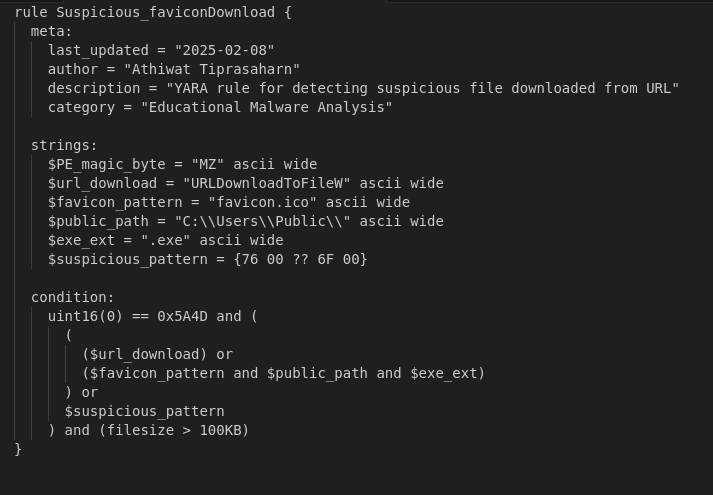 rule Suspicious_faviconDownload {
  meta:
    last_updated = "2025-02-08"
    author = "Athiwat Tiprasaharn"
    description = "YARA rule for detecting suspicious file downloaded from URL"
    category = "Educational Malware Analysis"

  strings:
    $PE_magic_byte = "MZ" ascii wide
    $url_download = "URLDownloadToFileW" ascii wide
    $favicon_pattern = "favicon.ico" ascii wide
    $public_path = "C:\\Users\\Public\\" ascii wide
    $exe_ext = ".exe" ascii wide
    $suspicious_pattern = {76 00 ?? 6F 00}

  condition:
    uint16(0) == 0x5A4D and (
      (
        ($url_download) or
        ($favicon_pattern and $public_path and $exe_ext)
      ) or
      $suspicious_pattern
    ) and (filesize > 100KB)
}